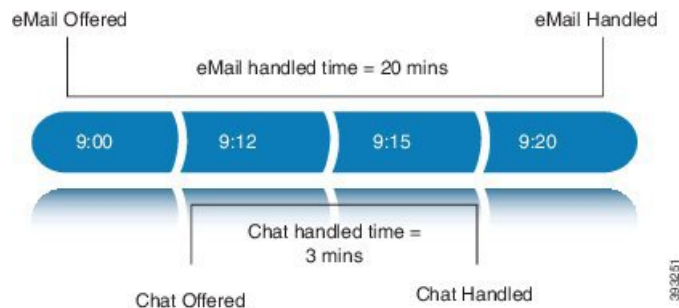 eMail Offered
eMail Handled
eMail handled time = 20 mins
9:00
9:12
9:15
9:20
Chat handled time =
3 mins
Chat Offered
Chat Handled
393251